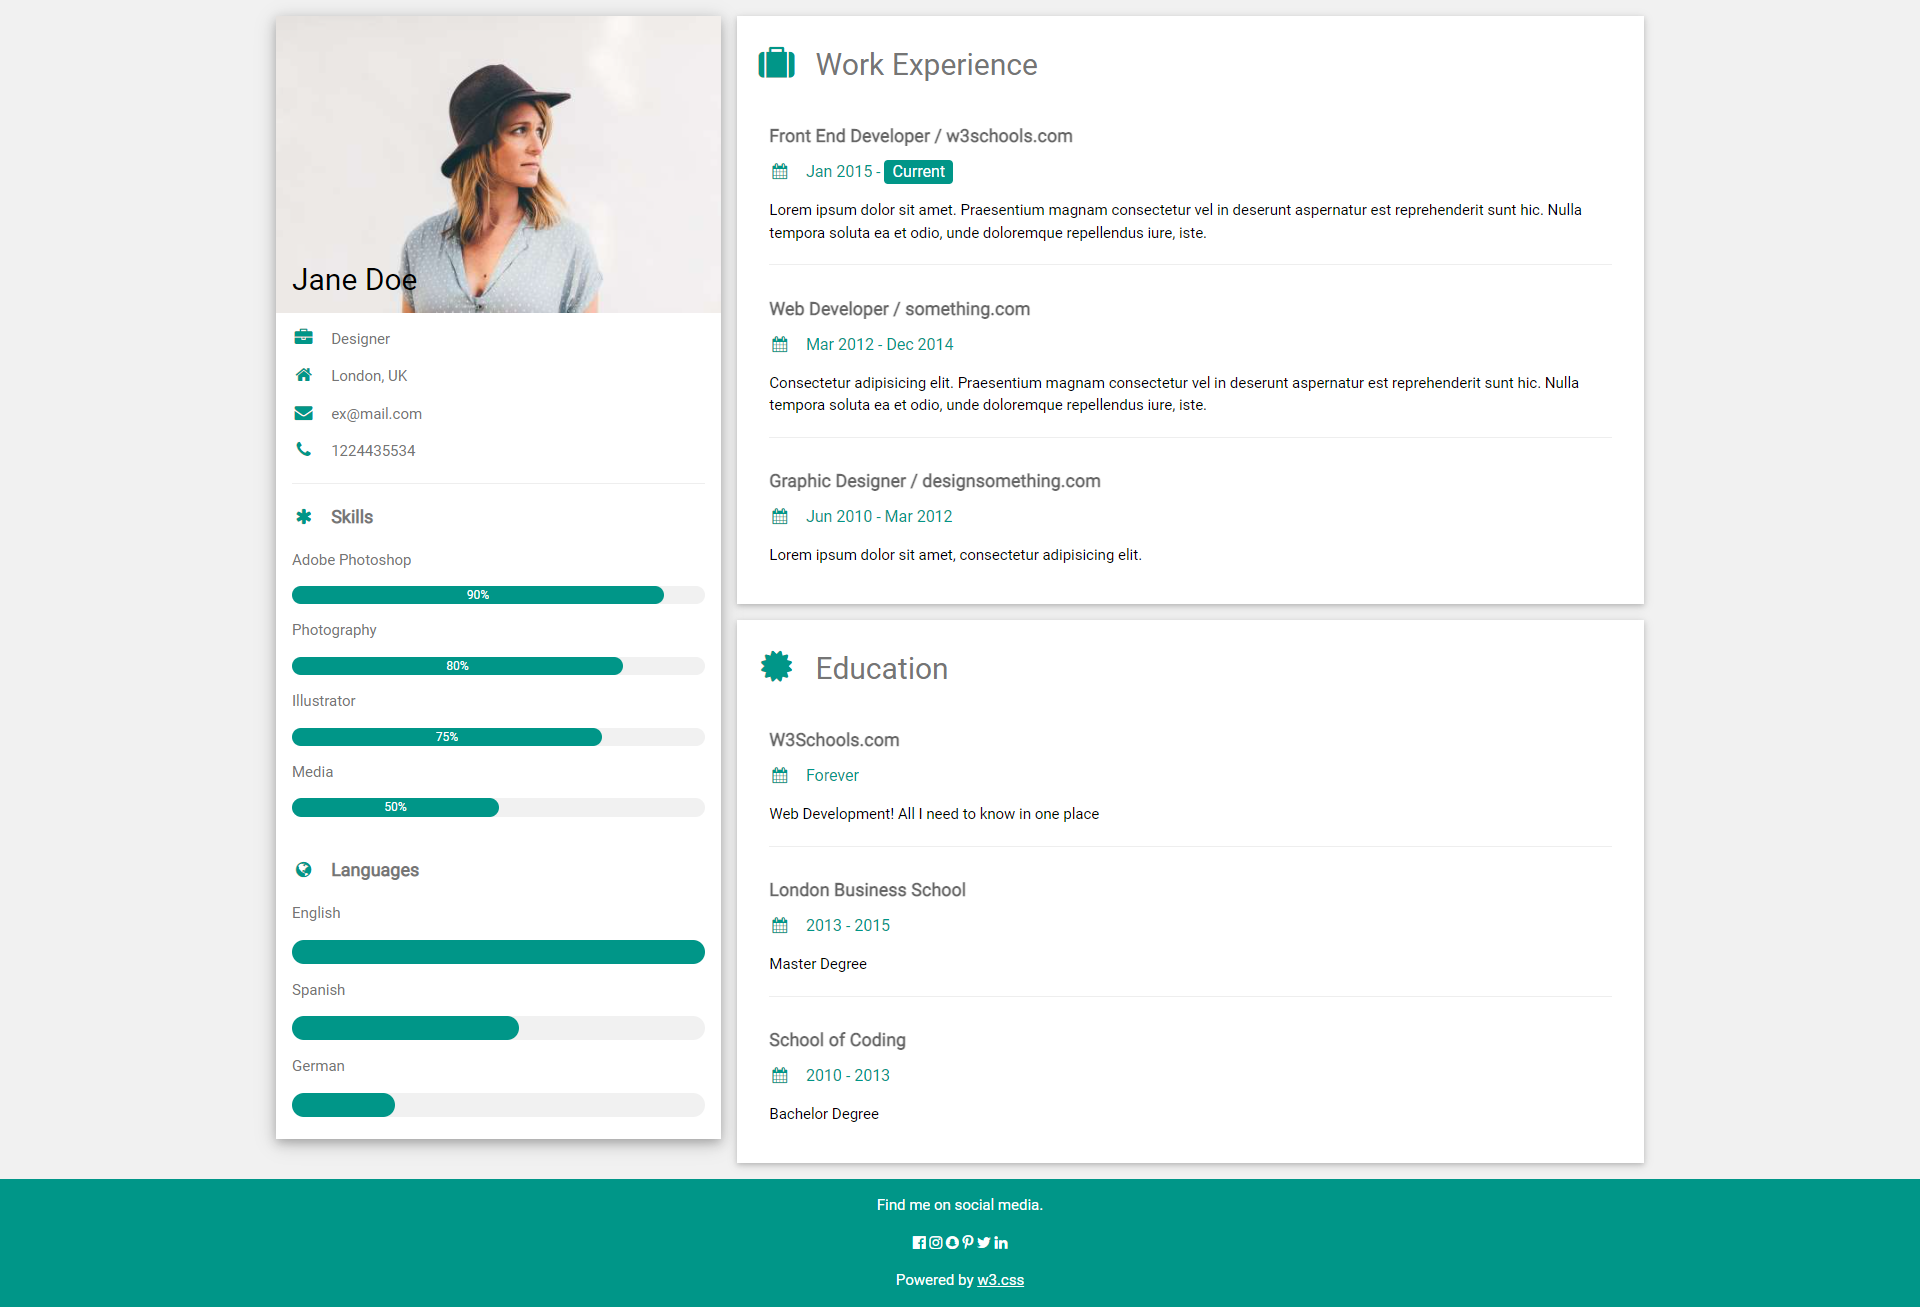 Jane Doe
Designer
London, UK
ex@mail.com
1224435534
Skills
Adobe Photoshop
90%
Photography
80%
Illustrator
75%
Media
50%
Languages
English
Spanish
German
Work Experience
Front End Developer / w3schools.com
Jan 2015 - Current
Lorem ipsum dolor sit amet. Praesentium magnam consectetur vel in deserunt aspernatur est reprehenderit sunt hic. Nulla
tempora soluta ea et odio, unde doloremque repellendus iure, iste.
Web Developer / something.com
Mar 2012 - Dec 2014
Consectetur adipisicing elit. Praesentium magnam consectetur vel in deserunt aspernatur est reprehenderit sunt hic. Nulla
tempora soluta ea et odio, unde doloremque repellendus iure, iste.
Graphic Designer / designsomething.com
Jun 2010 - Mar 2012
Lorem ipsum dolor sit amet, consectetur adipisicing elit.
Education
W3Schools.com
Forever
Web Development! All I need to know in one place
London Business School
2013 - 2015
Master Degree
School of Coding
2010 - 2013
Bachelor Degree
Find me on social media.
Powered by w3.css